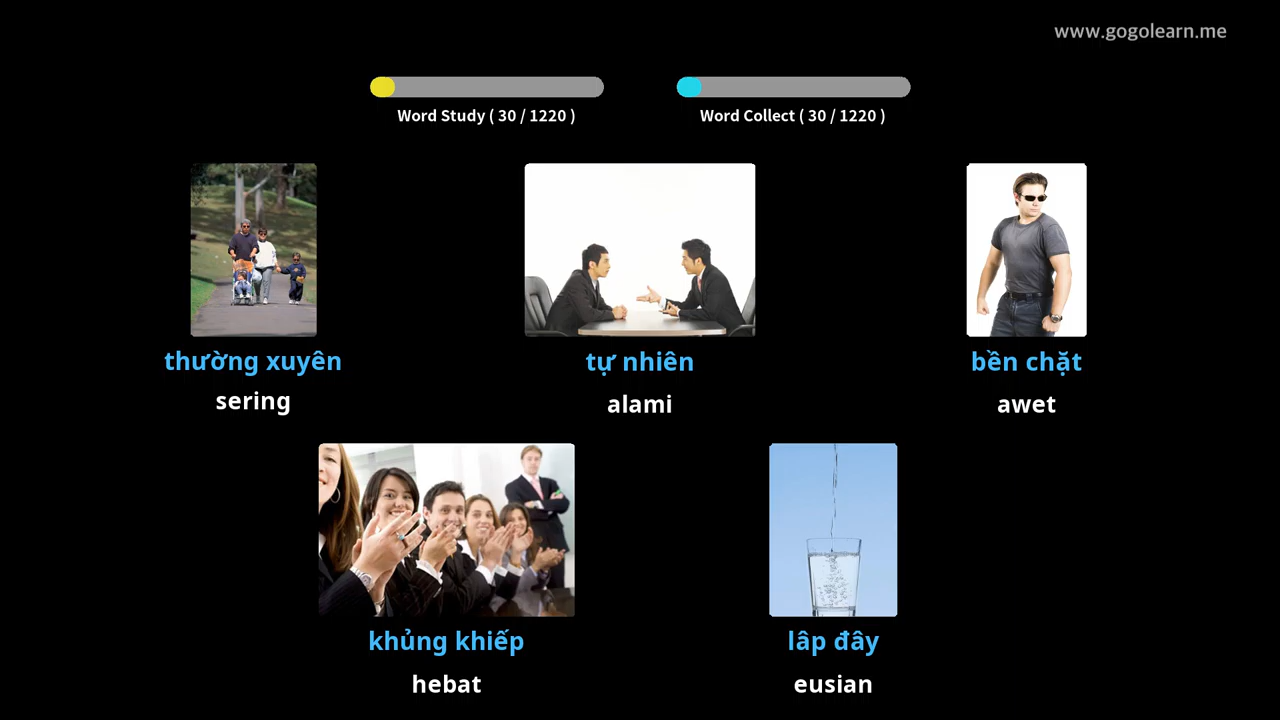 www.gogolearn.me
Word Study ( 30 / 1220 )
Word Collect ( 30 / 1220 )
thường xuyên
sering
tự nhiên
alami
bền chặt
awet
khủng khiếp
hebat
lâp đây
eusian